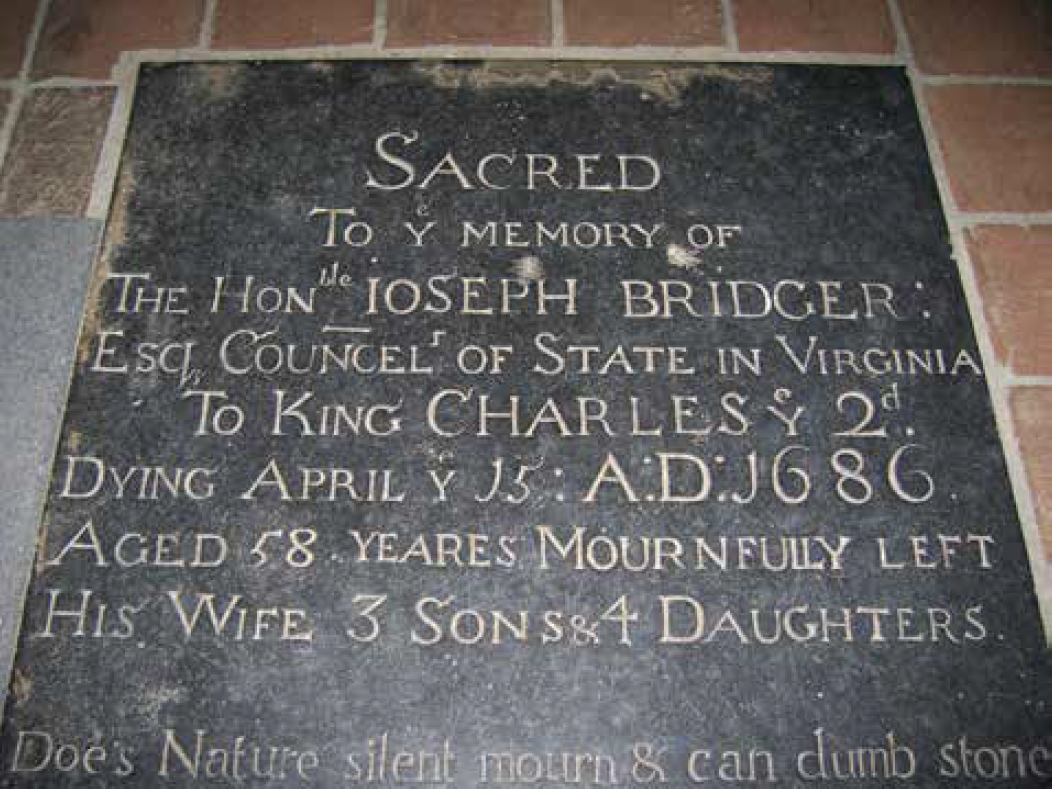 SACRED
To yᵉ MEMORY OF
THE HONᵇˡᵉ IOSEPH BRIDGER:
ESQ, COUNCELʳ OF STATE IN VIRGINIA
To KING CHARLES yᵉ 2ᵈ.
DYING APRIL yᵉ 15: A:D: 1686.
AGED 58 YEARES MOURNFULLY LEFT
HIS WIFE 3 SONS & 4 DAUGHTERS.
Doe's Nature silent mourn & can dumb stone